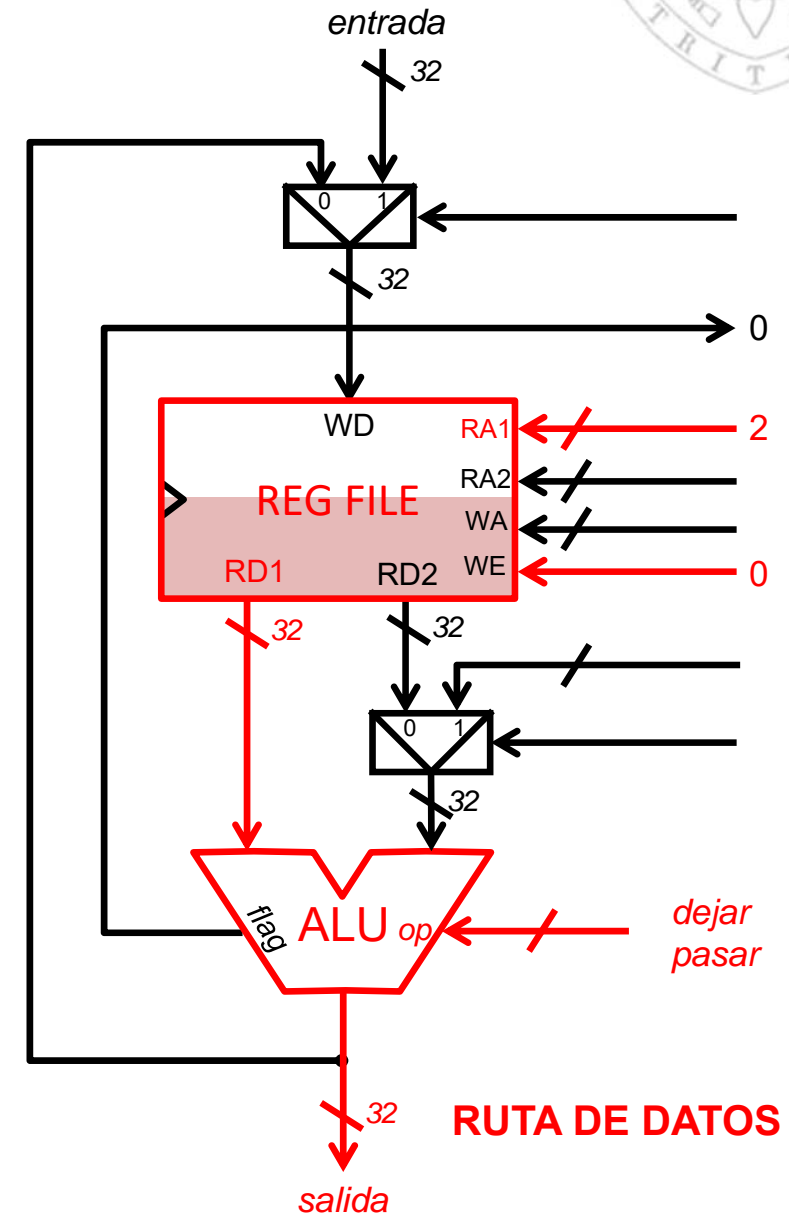 entrada
T R I T
32
0 1
32
0
WD
RA1
2
RA2
REG FILE
WA
RD1
RD2
WE
0
32
32
0 1
32
flag
ALU
op
dejar
pasar
32
RUTA DE DATOS
salida